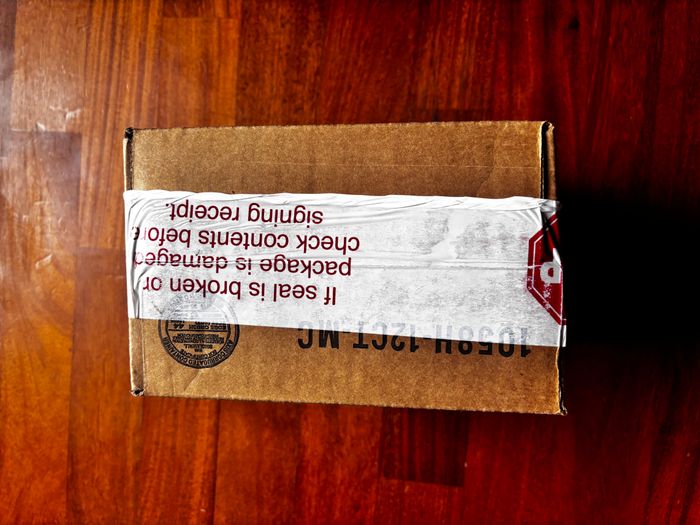 If seal is broken or
package is damaged
check contents before
signing receipt.
1058H-12CT-MC